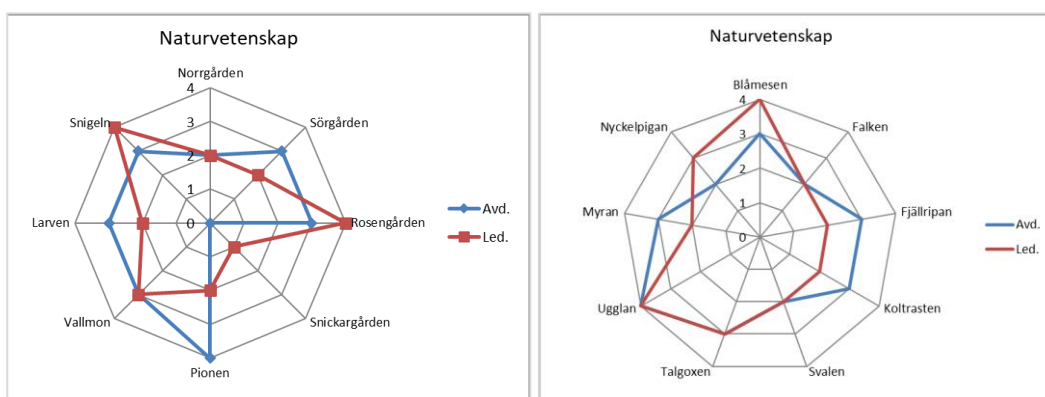 Naturvetenskap
Norrgården
4
Snigeln
3
Sörgården
2
1
Larven
0
Rosengården
Vallmon
Snickargården
Pionen
Avd.
Led.
Naturvetenskap
Blåmesen
4
Nyckelpigan
3
Falken
2
Myran
1
Fjällripan
0
Ugglan
Koltrasten
Talgoxen
Svalen
Avd.
Led.